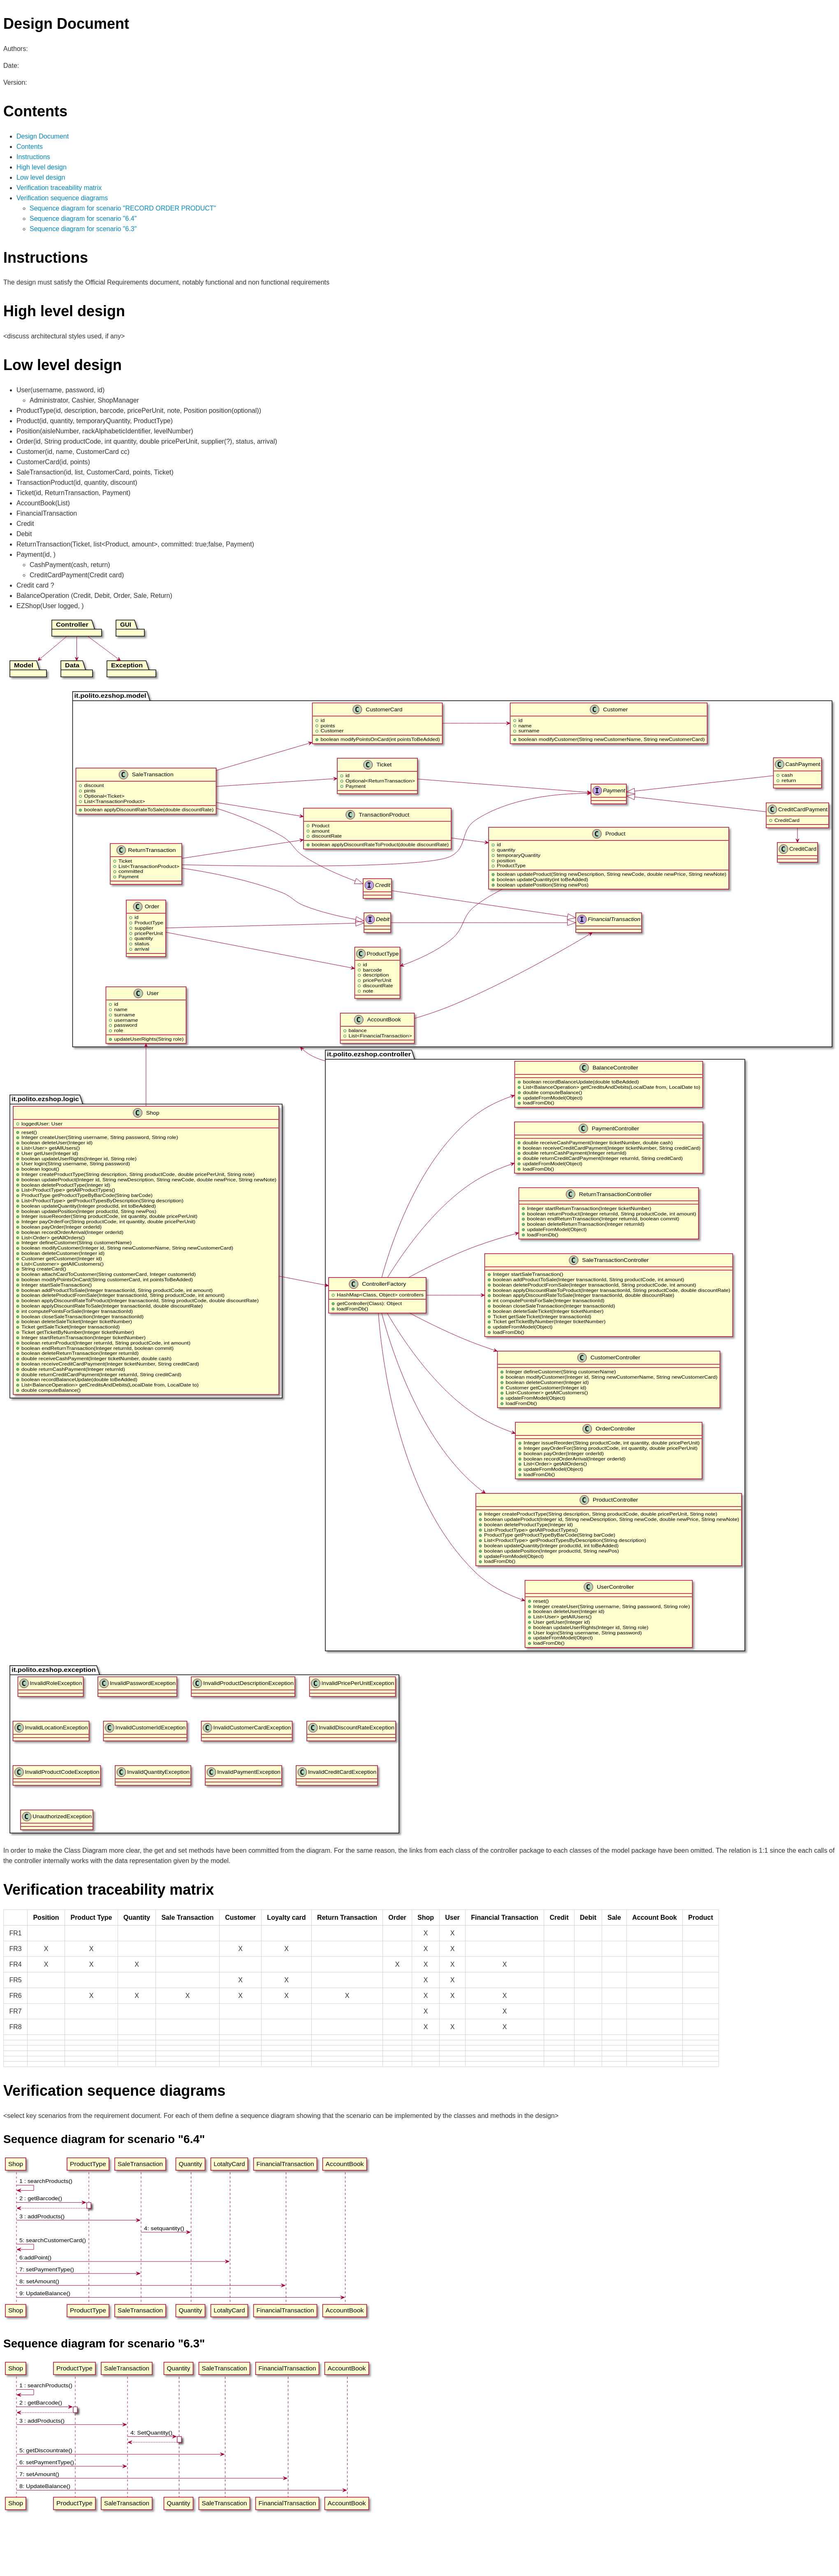 Design Document
Authors:
Date:
Version:
Contents
Design Document
Contents
Instructions
High level design
Low level design
Verification traceability matrix
Verification sequence diagrams
Sequence diagram for scenario "RECORD ORDER PRODUCT"
Sequence diagram for scenario "6.4"
Sequence diagram for scenario "6.3"
Instructions
The design must satisfy the Official Requirements document, notably functional and non functional requirements
High level design
<discuss architectural styles used, if any>
Low level design
User(username, password, id)
Administrator, Cashier, ShopManager
ProductType(id, description, barcode, pricePerUnit, note, Position position(optional))
Product(id, quantity, temporaryQuantity, ProductType)
Position(aisleNumber, rackAlphabeticIdentifier, levelNumber)
Order(id, String productCode, int quantity, double pricePerUnit, supplier(?), status, arrival)
Customer(id, name, CustomerCard cc)
CustomerCard(id, points)
SaleTransaction(id, list, CustomerCard, points, Ticket)
TransactionProduct(id, quantity, discount)
Ticket(id, ReturnTransaction, Payment)
AccountBook(List)
FinancialTransaction
Credit
Debit
ReturnTransaction(Ticket, list<Product, amount>, committed: true;false, Payment)
Payment(id, )
CashPayment(cash, return)
CreditCardPayment(Credit card)
Credit card ?
BalanceOperation (Credit, Debit, Order, Sale, Return)
EZShop(User logged, )
Controller
GUI
Model
Data
Exception
it.polito.ezshop.model
CustomerCard
id
points
Customer
boolean modifyPointsOnCard(int pointsToBeAdded)
Customer
id
name
surname
boolean modifyCustomer(String newCustomerName, String newCustomerCard)
SaleTransaction
discount
pints
Optional<Ticket>
List<TransactionProduct>
boolean applyDiscountRateToSale(double discountRate)
Ticket
id
Optional<ReturnTransaction>
Payment
Payment
CashPayment
cash
return
CreditCardPayment
CreditCard
CreditCard
TransactionProduct
Product
amount
discountRate
boolean applyDiscountRateToProduct(double discountRate)
Product
id
quantity
temporaryQuantity
position
ProductType
boolean updateProduct(String newDescription, String newCode, double newPrice, String newNote)
boolean updateQuantity(int toBeAdded)
boolean updatePosition(String newPos)
ReturnTransaction
Ticket
List<TransactionProduct>
committed
Payment
Credit
Debit
FinancialTransaction
Order
id
ProductType
supplier
pricePerUnit
quantity
status
arrival
ProductType
id
barcode
description
pricePerUnit
discountRate
note
User
id
name
surname
username
password
role
updateUserRights(String role)
AccountBook
balance
List<FinancialTransaction>
it.polito.ezshop.logic
Shop
loggedUser: User
reset()
Integer createUser(String username, String password, String role)
boolean deleteUser(Integer id)
List<User> getAllUsers()
User getUser(Integer id)
boolean updateUserRights(Integer id, String role)
User login(String username, String password)
boolean logout()
Integer createProductType(String description, String productCode, double pricePerUnit, String note)
boolean updateProduct(Integer id, String newDescription, String newCode, double newPrice, String newNote)
boolean deleteProductType(Integer id)
List<ProductType> getAllProductTypes()
ProductType getProductTypeByBarCode(String barCode)
List<ProductType> getProductTypesByDescription(String description)
boolean updateQuantity(Integer productId, int toBeAdded)
boolean updatePosition(Integer productId, String newPos)
Integer issueReorder(String productCode, int quantity, double pricePerUnit)
Integer payOrderFor(String productCode, int quantity, double pricePerUnit)
boolean payOrder(Integer orderId)
boolean recordOrderArrival(Integer orderId)
List<Order> getAllOrders()
Integer defineCustomer(String customerName)
boolean modifyCustomer(Integer id, String newCustomerName, String newCustomerCard)
boolean deleteCustomer(Integer id)
Customer getCustomer(Integer id)
List<Customer> getAllCustomers()
String createCard()
boolean attachCardToCustomer(String customerCard, Integer customerId)
boolean modifyPointsOnCard(String customerCard, int pointsToBeAdded)
Integer startSaleTransaction()
boolean addProductToSale(Integer transactionId, String productCode, int amount)
boolean deleteProductFromSale(Integer transactionId, String productCode, int amount)
boolean applyDiscountRateToProduct(Integer transactionId, String productCode, double discountRate)
boolean applyDiscountRateToSale(Integer transactionId, double discountRate)
int computePointsForSale(Integer transactionId)
boolean closeSaleTransaction(Integer transactionId)
boolean deleteSaleTicket(Integer ticketNumber)
Ticket getSaleTicket(Integer transactionId)
Ticket getTicketByNumber(Integer ticketNumber)
Integer startReturnTransaction(Integer ticketNumber)
boolean returnProduct(Integer returnId, String productCode, int amount)
boolean endReturnTransaction(Integer returnId, boolean commit)
boolean deleteReturnTransaction(Integer returnId)
double receiveCashPayment(Integer ticketNumber, double cash)
boolean receiveCreditCardPayment(Integer ticketNumber, String creditCard)
double returnCashPayment(Integer returnId)
double returnCreditCardPayment(Integer returnId, String creditCard)
boolean recordBalanceUpdate(double toBeAdded)
List<BalanceOperation> getCreditsAndDebits(LocalDate from, LocalDate to)
double computeBalance()
it.polito.ezshop.controller
ControllerFactory
HashMap<Class, Object> controllers
getController(Class): Object
loadFromDb()
BalanceController
boolean recordBalanceUpdate(double toBeAdded)
List<BalanceOperation> getCreditsAndDebits(LocalDate from, LocalDate to)
double computeBalance()
updateFromModel(Object)
loadFromDb()
PaymentController
double receiveCashPayment(Integer ticketNumber, double cash)
boolean receiveCreditCardPayment(Integer ticketNumber, String creditCard)
double returnCashPayment(Integer returnId)
double returnCreditCardPayment(Integer returnId, String creditCard)
updateFromModel(Object)
loadFromDb()
ReturnTransactionController
Integer startReturnTransaction(Integer ticketNumber)
boolean returnProduct(Integer returnId, String productCode, int amount)
boolean endReturnTransaction(Integer returnId, boolean commit)
boolean deleteReturnTransaction(Integer returnId)
updateFromModel(Object)
loadFromDb()
SaleTransactionController
Integer startSaleTransaction()
boolean addProductToSale(Integer transactionId, String productCode, int amount)
boolean deleteProductFromSale(Integer transactionId, String productCode, int amount)
boolean applyDiscountRateToProduct(Integer transactionId, String productCode, double discountRate)
boolean applyDiscountRateToSale(Integer transactionId, double discountRate)
int computePointsForSale(Integer transactionId)
boolean closeSaleTransaction(Integer transactionId)
boolean deleteSaleTicket(Integer ticketNumber)
Ticket getSaleTicket(Integer transactionId)
Ticket getTicketByNumber(Integer ticketNumber)
updateFromModel(Object)
loadFromDb()
CustomerController
Integer defineCustomer(String customerName)
boolean modifyCustomer(Integer id, String newCustomerName, String newCustomerCard)
boolean deleteCustomer(Integer id)
Customer getCustomer(Integer id)
List<Customer> getAllCustomers()
updateFromModel(Object)
loadFromDb()
OrderController
Integer issueReorder(String productCode, int quantity, double pricePerUnit)
Integer payOrderFor(String productCode, int quantity, double pricePerUnit)
boolean payOrder(Integer orderId)
boolean recordOrderArrival(Integer orderId)
List<Order> getAllOrders()
updateFromModel(Object)
loadFromDb()
ProductController
Integer createProductType(String description, String productCode, double pricePerUnit, String note)
boolean updateProduct(Integer id, String newDescription, String newCode, double newPrice, String newNote)
boolean deleteProductType(Integer id)
List<ProductType> getAllProductTypes()
ProductType getProductTypeByBarCode(String barCode)
List<ProductType> getProductTypesByDescription(String description)
boolean updateQuantity(Integer productId, int toBeAdded)
boolean updatePosition(Integer productId, String newPos)
updateFromModel(Object)
loadFromDb()
UserController
reset()
Integer createUser(String username, String password, String role)
boolean deleteUser(Integer id)
List<User> getAllUsers()
User getUser(Integer id)
boolean updateUserRights(Integer id, String role)
User login(String username, String password)
updateFromModel(Object)
loadFromDb()
it.polito.ezshop.exception
InvalidRoleException
InvalidPasswordException
InvalidProductDescriptionException
InvalidPricePerUnitException
InvalidLocationException
InvalidCustomerIdException
InvalidCustomerCardException
InvalidDiscountRateException
InvalidProductCodeException
InvalidQuantityException
InvalidPaymentException
InvalidCreditCardException
UnauthorizedException
In order to make the Class Diagram more clear, the get and set methods have been committed from the diagram. For the same reason, the links from each class of the controller package to each classes of the model package have been omitted. The relation is 1:1 since the each calls of
the controller internally works with the data representation given by the model.
Verification traceability matrix
Position Product Type Quantity Sale Transaction Customer Loyalty card Return Transaction Order Shop User Financial Transaction Credit Debit Sale Account Book Product
FR1 X X
FR3 X X X X X X
FR4 X X X X X X X
FR5 X X X X
FR6 X X X X X X X X X
FR7 X X
FR8 X X X
Verification sequence diagrams
<select key scenarios from the requirement document. For each of them define a sequence diagram showing that the scenario can be implemented by the classes and methods in the design>
Sequence diagram for scenario "6.4"
Shop ProductType SaleTransaction Quantity LotaltyCard FinancialTransaction AccountBook
1 : searchProducts()
2 : getBarcode()
3 : addProducts()
4: setquantity()
5: searchCustomerCard()
6:addPoint()
7: setPaymentType()
8: setAmount()
9: UpdateBalance()
Shop ProductType SaleTransaction Quantity LotaltyCard FinancialTransaction AccountBook
Sequence diagram for scenario "6.3"
Shop ProductType SaleTransaction Quantity SaleTranscation FinancialTransaction AccountBook
1 : searchProducts()
2 : getBarcode()
3 : addProducts()
4: SetQuantity()
5: getDiscountrate()
6: setPaymentType()
7: setAmount()
8: UpdateBalance()
Shop ProductType SaleTransaction Quantity SaleTranscation FinancialTransaction AccountBook